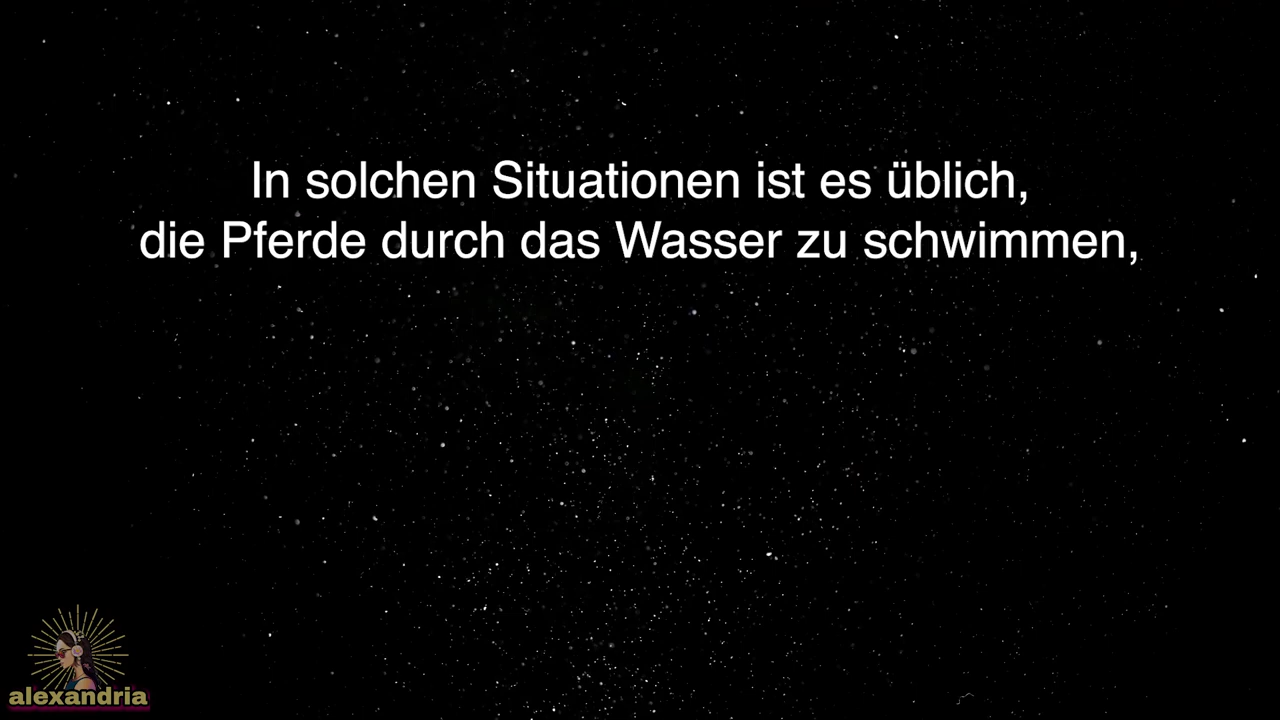 In solchen Situationen ist es üblich,
die Pferde durch das Wasser zu schwimmen,
alexandria